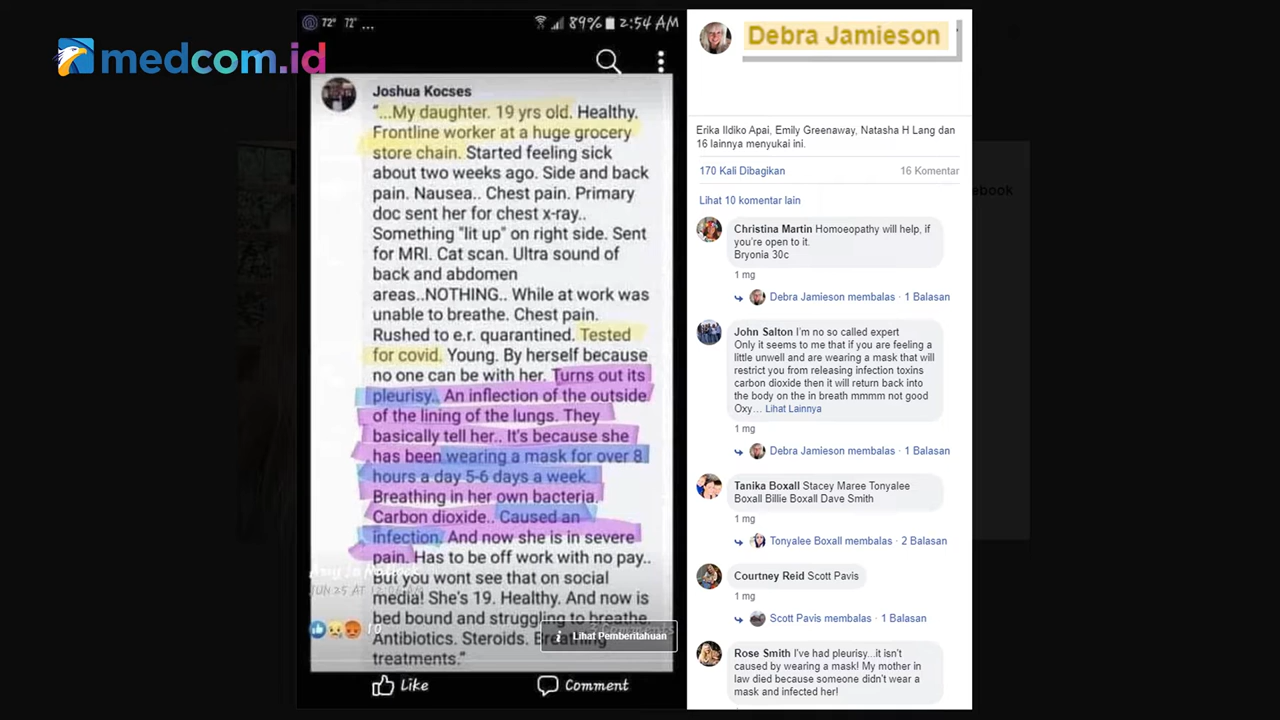 medcom.id
72° 72° ...
89% 2:54 AM
Joshua Kocses
"...My daughter. 19 yrs old. Healthy.
Frontline worker at a huge grocery
store chain. Started feeling sick
about two weeks ago. Side and back
pain. Nausea.. Chest pain. Primary
doc sent her for chest x-ray..
Something "lit up" on right side. Sent
for MRI. Cat scan. Ultra sound of
back and abdomen
areas..NOTHING.. While at work was
unable to breathe. Chest pain.
Rushed to e.r. quarantined. Tested
for covid. Young. By herself because
no one can be with her. Turns out its
pleurisy.. An inflection of the outside
of the lining of the lungs. They
basically tell her.. It's because she
has been wearing a mask for over 8
hours a day 5-6 days a week.
Breathing in her own bacteria.
Carbon dioxide.. Caused an
infection. And now she is in severe
pain. Has to be off work with no pay..
But you wont see that on social
media! She's 19. Healthy. And now is
bed bound and struggling to breathe.
Antibiotics. Steroids. Breathing
treatments."
JUN 25 AT 12:06 AM
10
Comments
Lihat Pemberitahuan
Like
Comment
Debra Jamieson
Erika Ildiko Apai, Emily Greenaway, Natasha H Lang dan
16 lainnya menyukai ini.
170 Kali Dibagikan
16 Komentar
Lihat 10 komentar lain
Christina Martin Homoeopathy will help, if
you're open to it.
Bryonia 30c
1 mg
Debra Jamieson membalas · 1 Balasan
John Salton I'm no so called expert
Only it seems to me that if you are feeling a
little unwell and are wearing a mask that will
restrict you from releasing infection toxins
carbon dioxide then it will return back into
the body on the in breath mmmm not good
Oxy… Lihat Lainnya
1 mg
Debra Jamieson membalas · 1 Balasan
Tanika Boxall Stacey Maree Tonyalee
Boxall Billie Boxall Dave Smith
1 mg
Tonyalee Boxall membalas · 2 Balasan
Courtney Reid Scott Pavis
1 mg
Scott Pavis membalas · 1 Balasan
Rose Smith I've had pleurisy...it isn't
caused by wearing a mask! My mother in
law died because someone didn't wear a
mask and infected her!